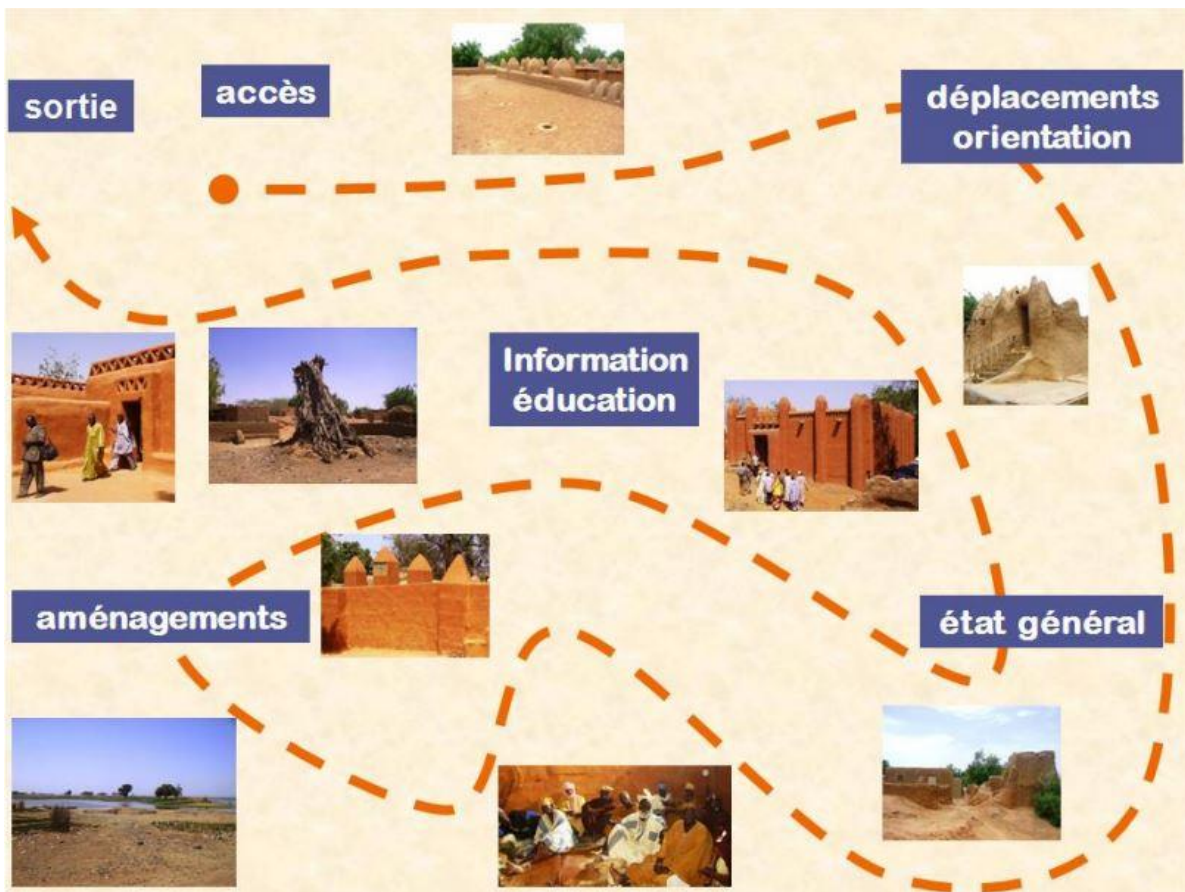 sortie
accès
déplacements
orientation
Information
éducation
aménagements
état général